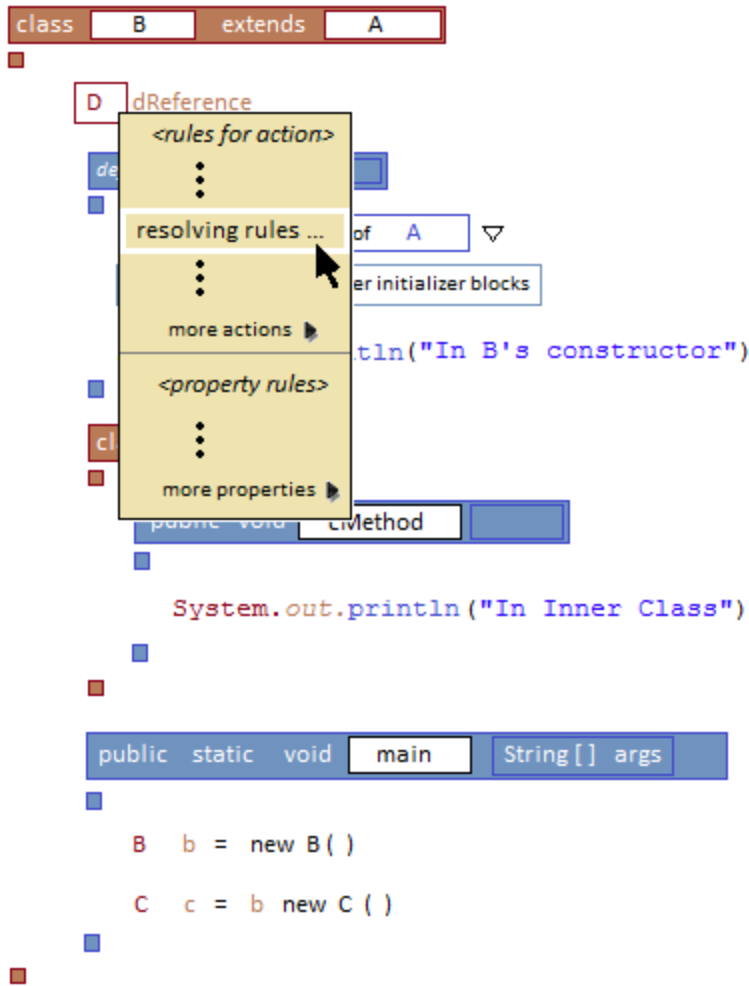 class B extends A
D dReference
<rules for action>
resolving rules ...
of A
er initializer blocks
more actions
tln("In B's constructor")
<property rules>
more properties
public void cMethod
System.out.println("In Inner Class")
public static void main String[] args
B b = new B()
C c = b new C ()